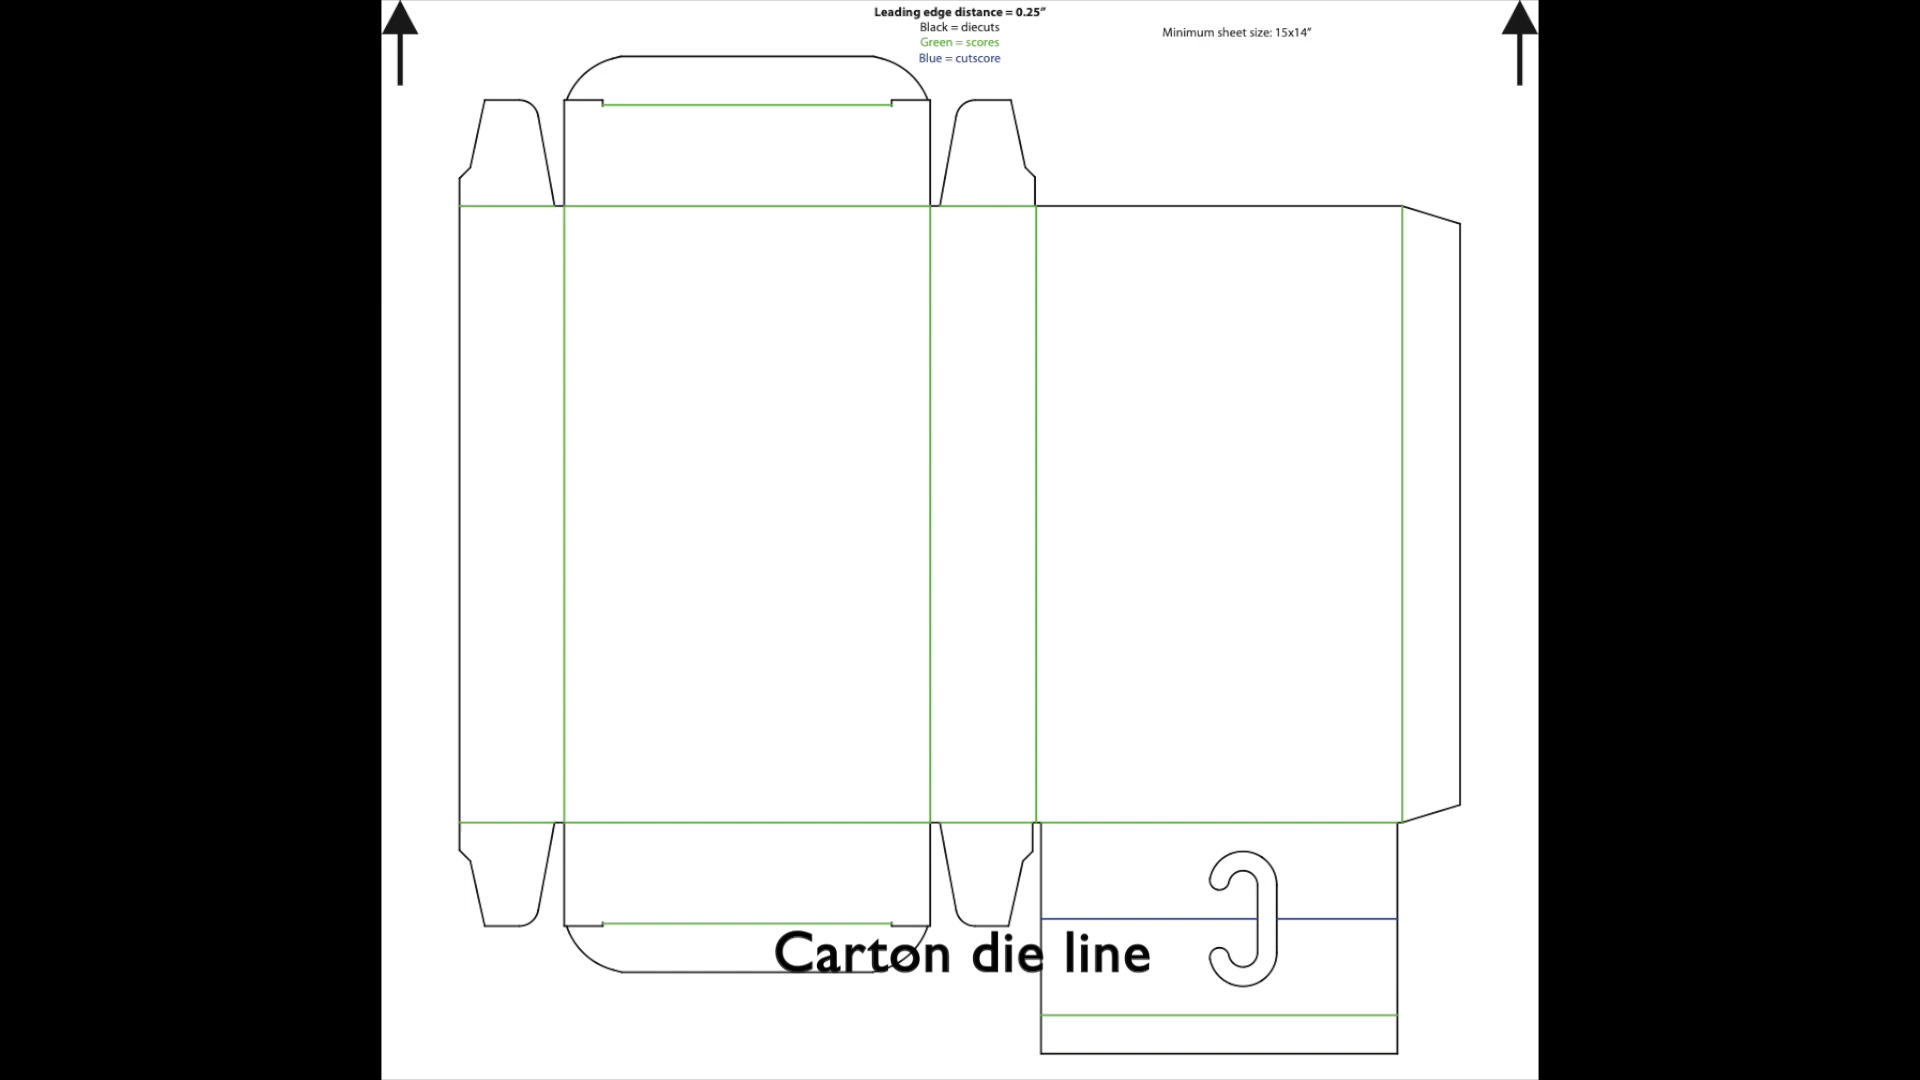 Leading edge distance = 0.25”
Black = diecuts
Green = scores
Blue = cutscore
Minimum sheet size: 15x14”
Carton die line